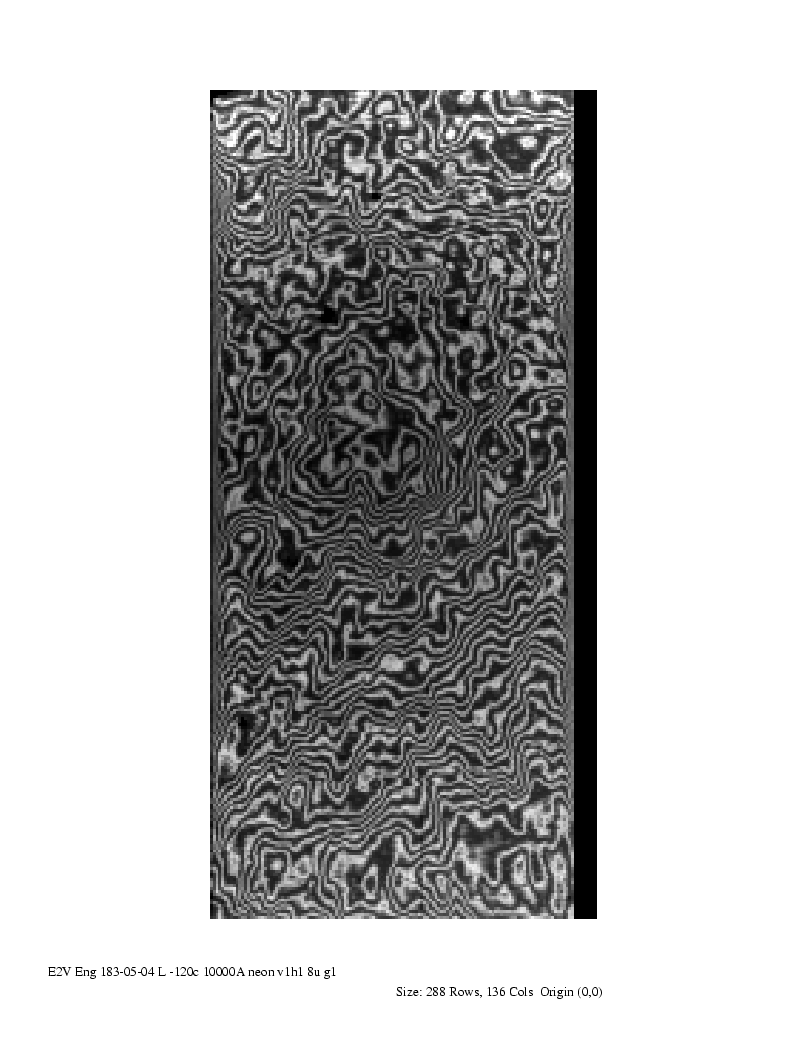 E2V Eng 183-05-04 L -120c 10000A neon v1h1 8u g1
Size: 288 Rows, 136 Cols Origin (0,0)